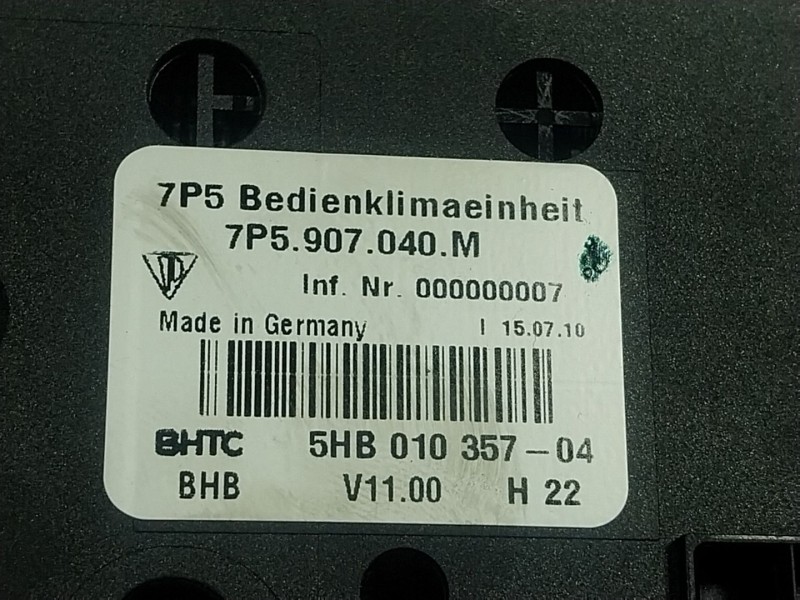 7P5 Bedienklimaeinheit
7P5.907.040.M
Inf. Nr. 000000007
Made in Germany I 15.07.10
BHTC 5HB 010 357-04
BHB V11.00 H 22